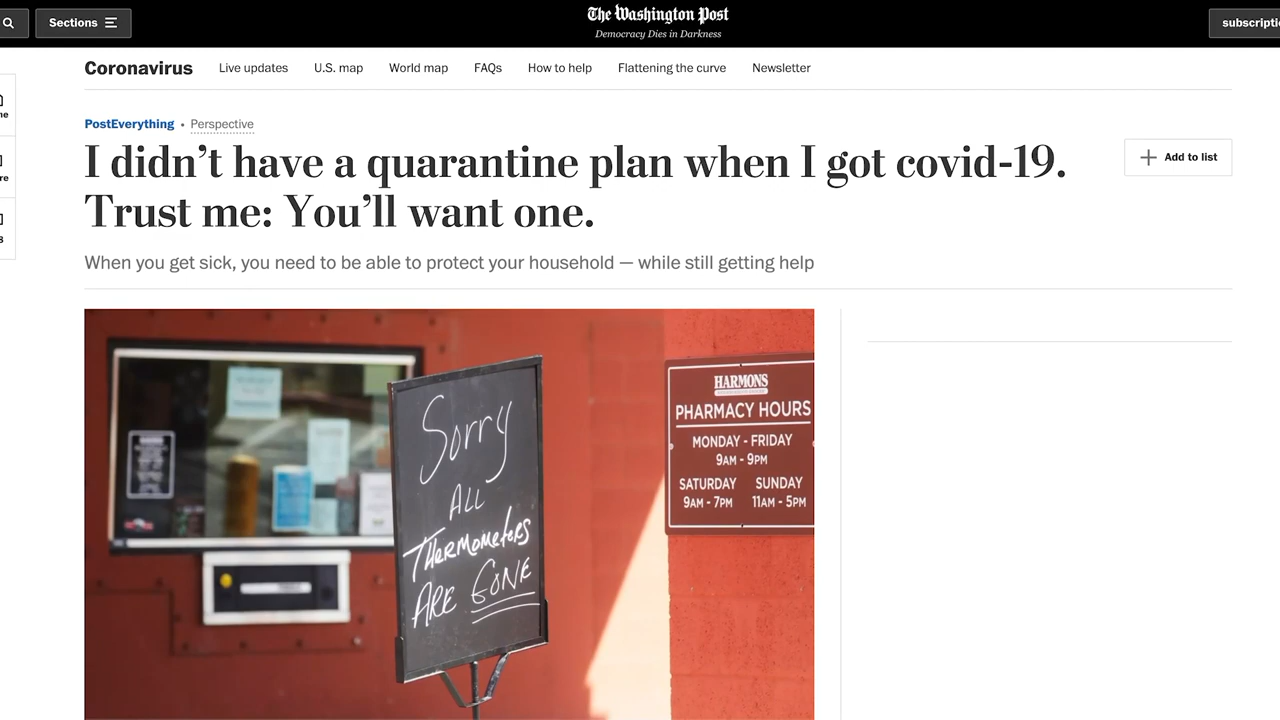 Sections
The Washington Post
Democracy Dies in Darkness
subscripti
Coronavirus Live updates U.S. map World map FAQs How to help Flattening the curve Newsletter
PostEverything • Perspective
I didn’t have a quarantine plan when I got covid-19.
Trust me: You’ll want one.
Add to list
When you get sick, you need to be able to protect your household — while still getting help
Sorry
ALL
THERMOMETERS
ARE GONE
HARMONS
PHARMACY HOURS
MONDAY - FRIDAY
9AM - 9PM
SATURDAY SUNDAY
9AM - 7PM 11AM - 5PM